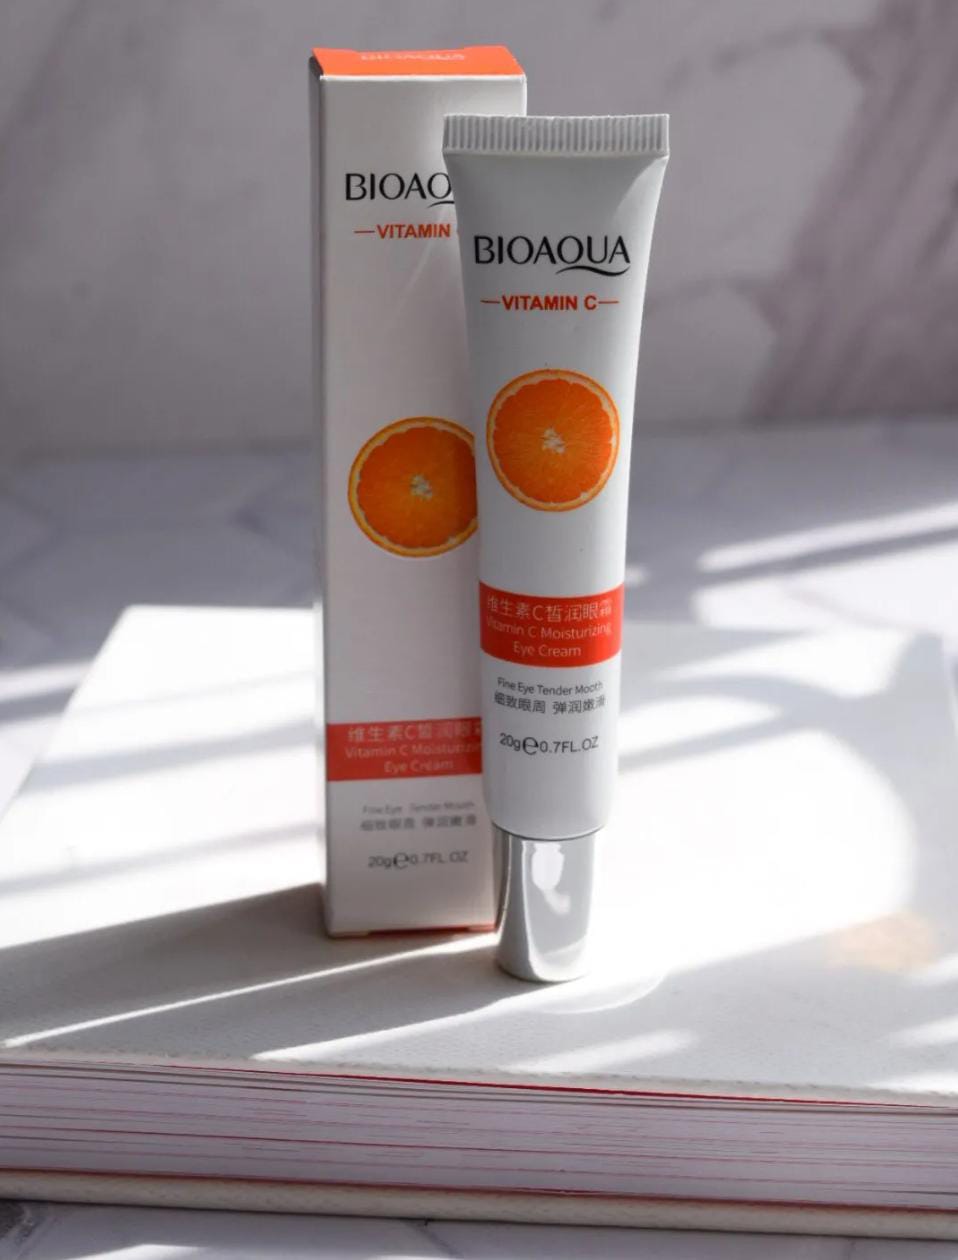 BIOAQUA
BIOAQ
—VITAMIN
维生素C皙润眼
Vitamin C Moisturizing
Eye Cream
Fine Eye Tender Mooth
细致眼周 弹润嫩滑
20g℮0.7FL.OZ
BIOAQUA
—VITAMIN C—
维生素C皙润眼
Vitamin C Moisturizing
Eye Cream
Fine Eye Tender Mooth
细致眼周 弹润嫩滑
20g℮0.7FL.OZ